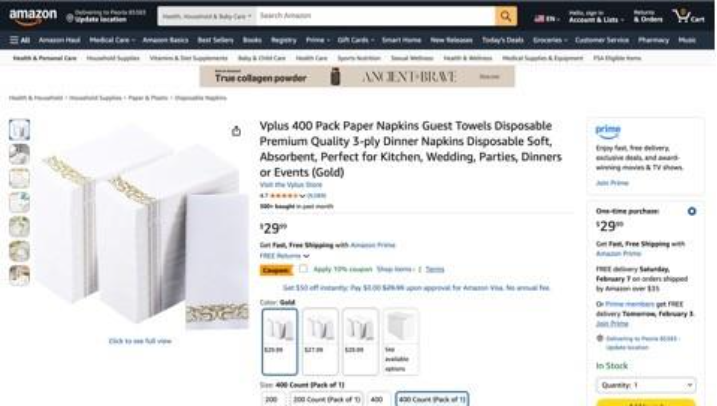 amazon
Delivering to Peoria 85383
Update location
Health, Household & Baby Care
Search Amazon
EN
Hello, sign in
Account & Lists
Returns
& Orders
0
Cart
All
Amazon Haul
Medical Care
Amazon Basics
Best Sellers
Books
Registry
Prime
Gift Cards
Smart Home
New Releases
Today's Deals
Groceries
Customer Service
Pharmacy
Music
Health & Personal Care
Household Supplies
Vitamins & Diet Supplements
Baby & Child Care
Health Care
Sports Nutrition
Sexual Wellness
Health & Wellness
Medical Supplies & Equipment
FSA Eligible Items
True collagen powder
ANCIENT+BRAVE
Health & Household › Household Supplies › Paper & Plastic › Disposable Napkins
Vplus 400 Pack Paper Napkins Guest Towels Disposable
Premium Quality 3-ply Dinner Napkins Disposable Soft,
Absorbent, Perfect for Kitchen, Wedding, Parties, Dinners
or Events (Gold)
Visit the Vplus Store
4.7
500+ bought in past month
$29.99
Get Fast, Free Shipping with Amazon Prime
FREE Returns
Coupon:
Apply 10% coupon
Shop items ›
Terms
Get $50 off instantly: Pay $0.00 $29.99 upon approval for Amazon Visa. No annual fee.
Color: Gold
$29.99
$27.99
$29.99
See
available
options
Size: 400 Count (Pack of 1)
200
200 Count (Pack of 1)
400
400 Count (Pack of 1)
Click to see full view
prime
Enjoy fast, free delivery,
exclusive deals, and award-
winning movies & TV shows.
Join Prime
One-time purchase:
$29.99
Get Fast, Free Shipping with
Amazon Prime
FREE delivery Saturday,
February 7 on orders shipped
by Amazon over $35
Or Prime members get FREE
delivery Tomorrow, February 3.
Join Prime
Delivering to Peoria 85383 -
Update location
In Stock
Quantity: 1